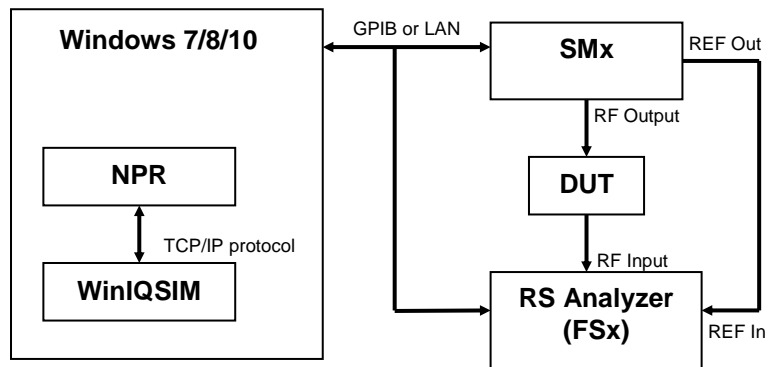 Windows 7/8/10
GPIB or LAN
SMx
REF Out
RF Output
NPR
DUT
TCP/IP protocol
RF Input
WinIQSIM
RS Analyzer
(FSx)
REF In